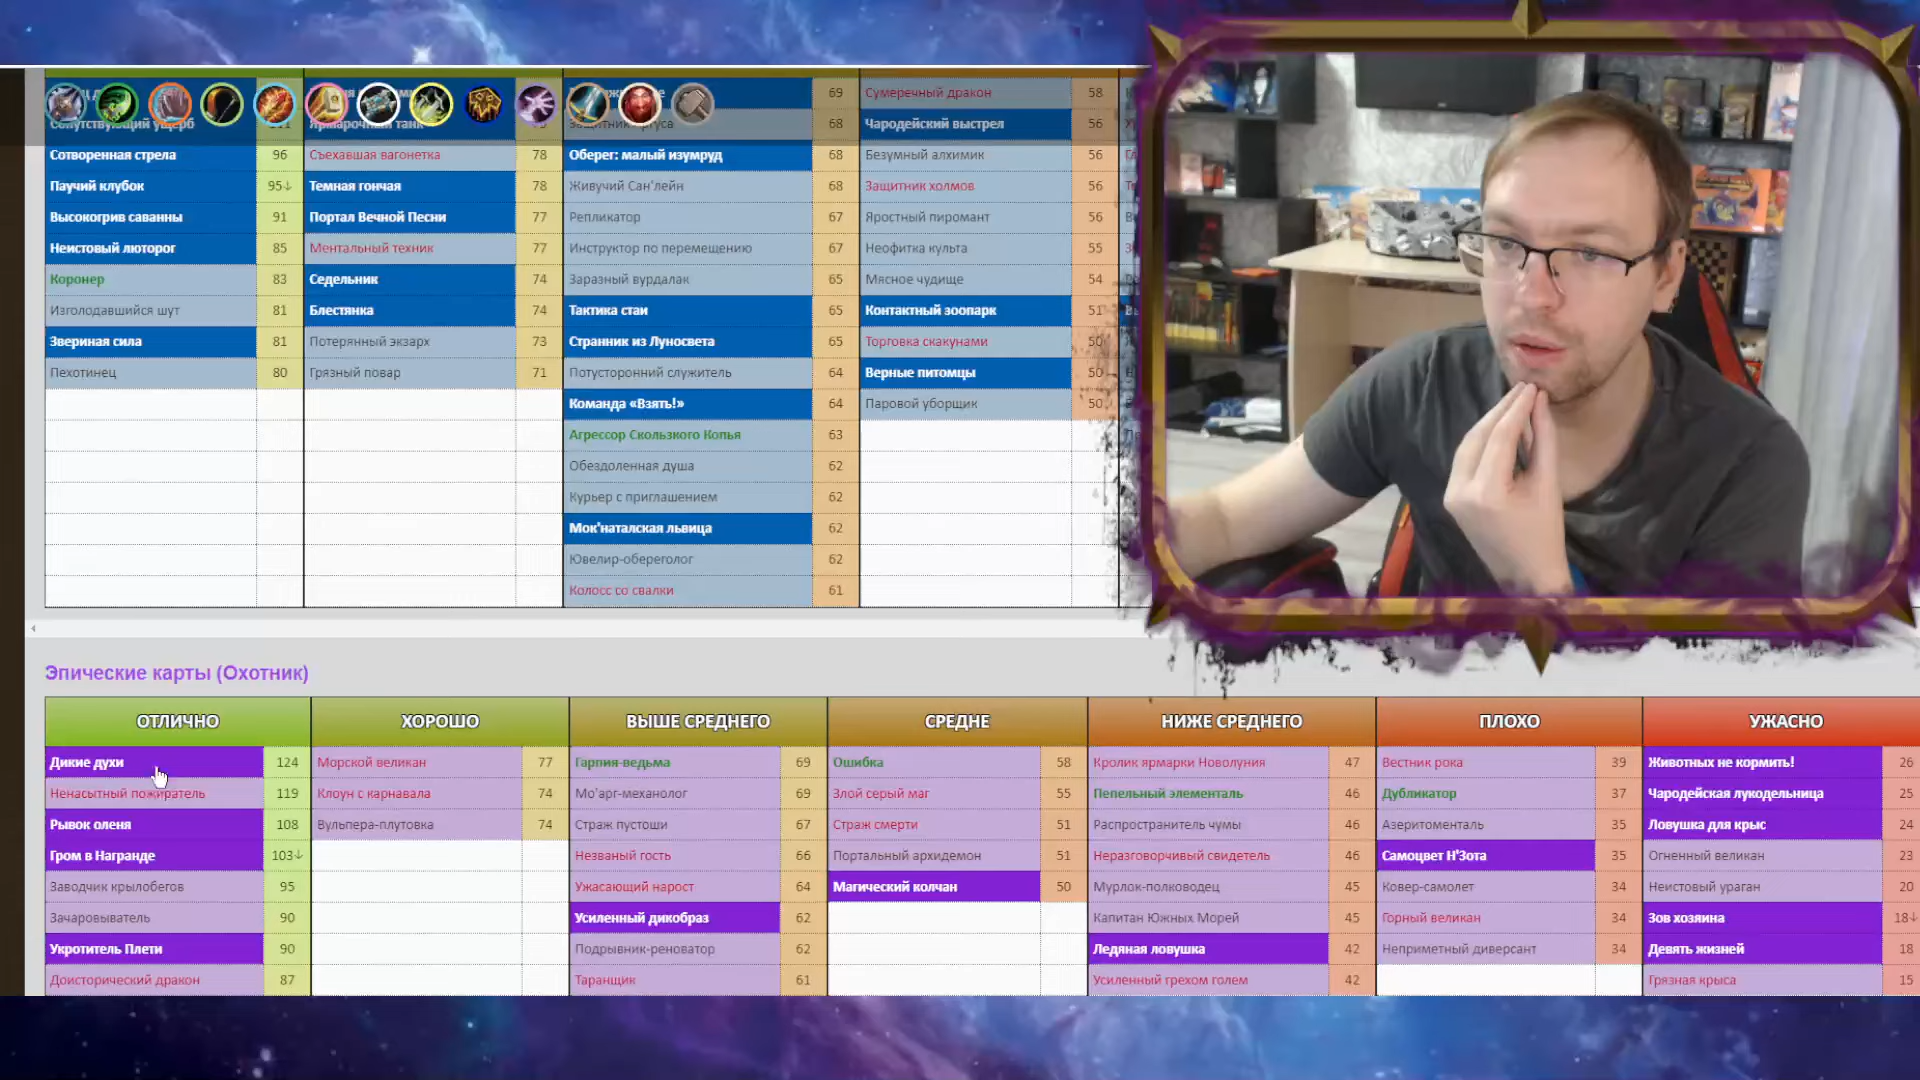 69
Сумеречный дракон 58
Сопутствующий ущерб 111
Ярмарочный танк
68
Чародейский выстрел 56
Сотворенная стрела 96
Съехавшая вагонетка 78
Оберег: малый изумруд 68
Безумный алхимик 56
Паучий клубок 95↓
Темная гончая 78
Живучий Сан'лейн 68
Защитник холмов 56
Высокогрив саванны 91
Портал Вечной Песни 77
Репликатор 67
Яростный пиромант 56
Неистовый люторог 85
Ментальный техник 77
Инструктор по перемещению 67
Неофитка культа 55
Коронер 83
Седельник 74
Заразный вурдалак 65
Мясное чудище 54
Изголодавшийся шут 81
Блестянка 74
Тактика стаи 65
Контактный зоопарк 51
Звериная сила 81
Потерянный экзарх 73
Странник из Луносвета 65
Торговка скакунами 50
Пехотинец 80
Грязный повар 71
Потусторонний служитель 64
Верные питомцы 50
Команда «Взять!» 64
Паровой уборщик 50
Агрессор Скользкого Копья 63
Обездоленная душа 62
Курьер с приглашением 62
Мок'наталская львица 62
Ювелир-обереголог 62
Колосс со свалки 61
Эпические карты (Охотник)
ОТЛИЧНО ХОРОШО ВЫШЕ СРЕДНЕГО СРЕДНЕ НИЖЕ СРЕДНЕГО ПЛОХО УЖАСНО
Дикие духи 124 Морской великан 77 Гарпия-ведьма 69 Ошибка 58 Кролик ярмарки Новолуния 47 Вестник рока 39 Животных не кормить! 26
Ненасытный пожиратель 119 Клоун с карнавала 74 Мо'арг-механолог 69 Злой серый маг 55 Пепельный элементаль 46 Дубликатор 37 Чародейская лукодельница 25
Рывок оленя 108 Вульпера-плутовка 74 Страж пустоши 67 Страж смерти 51 Распространитель чумы 46 Азеритоменталь 35 Ловушка для крыс 24
Гром в Награнде 103↓ Незваный гость 66 Портальный архидемон 51 Неразговорчивый свидетель 46 Самоцвет Н'Зота 35 Огненный великан 23
Заводчик крылобегов 95 Ужасающий нарост 64 Магический колчан 50 Мурлок-полководец 45 Ковер-самолет 34 Неистовый ураган 20
Зачаровыватель 90 Усиленный дикобраз 62 Капитан Южных Морей 45 Горный великан 34 Зов хозяина 18↓
Укротитель Плети 90 Подрывник-реноватор 62 Ледяная ловушка 42 Неприметный диверсант 34 Девять жизней 18
Доисторический дракон 87 Таранщик 61 Усиленный грехом голем 42 Грязная крыса 15